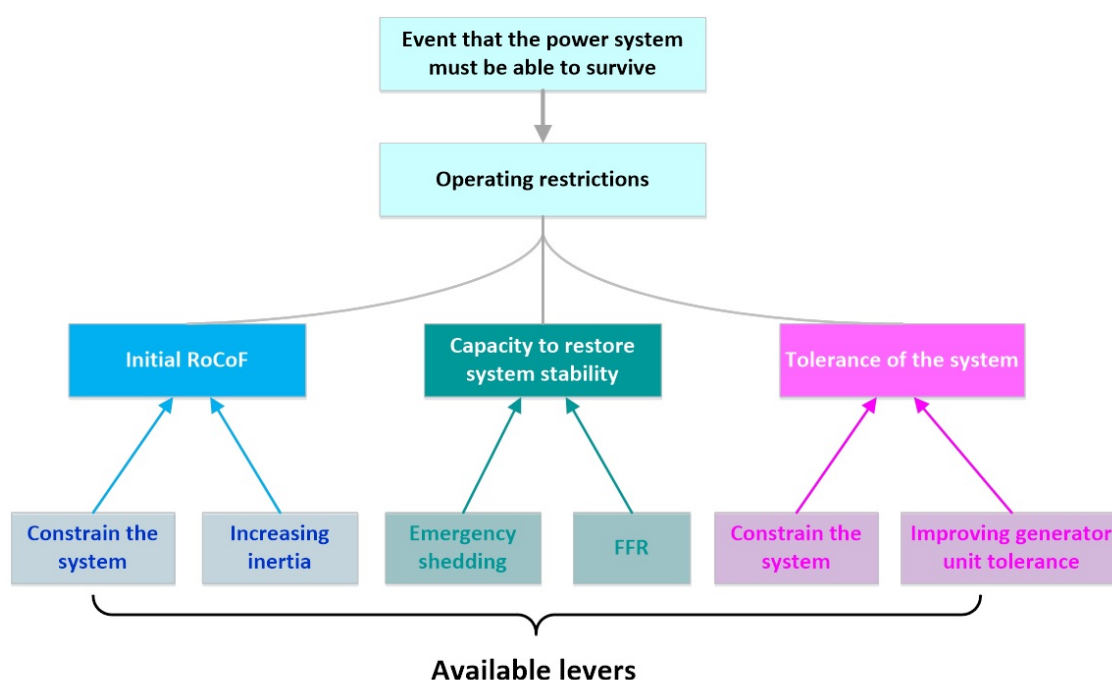 Event that the power system
must be able to survive
Operating restrictions
Initial RoCoF
Capacity to restore
system stability
Tolerance of the system
Constrain the
system
Increasing
inertia
Emergency
shedding
FFR
Constrain the
system
Improving generator
unit tolerance
Available levers